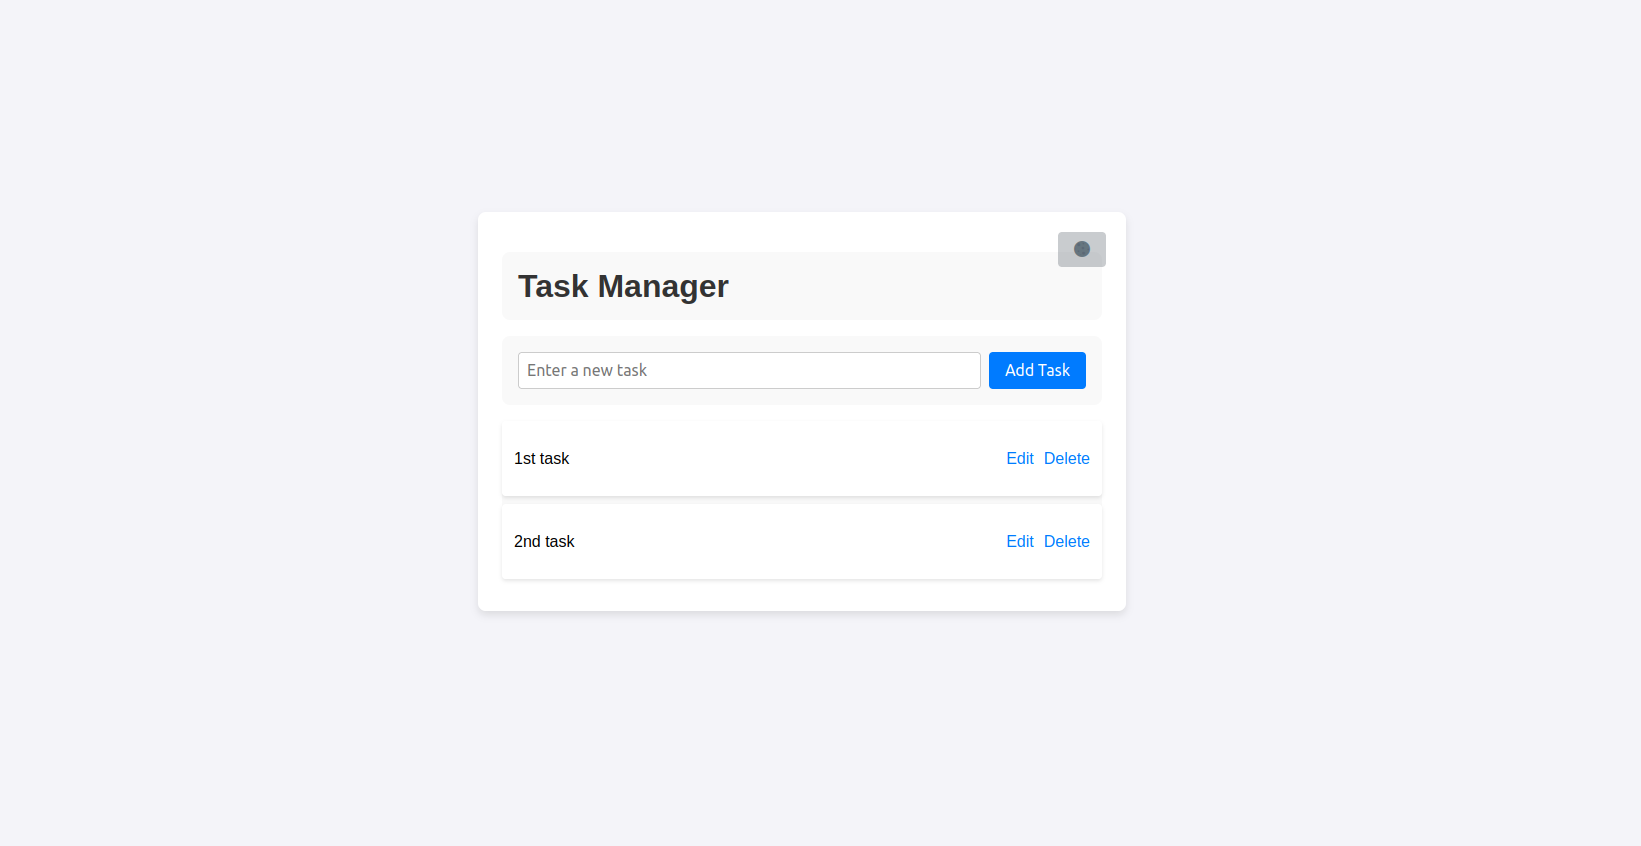 Task Manager
Enter a new task
Add Task
1st task
Edit Delete
2nd task
Edit Delete